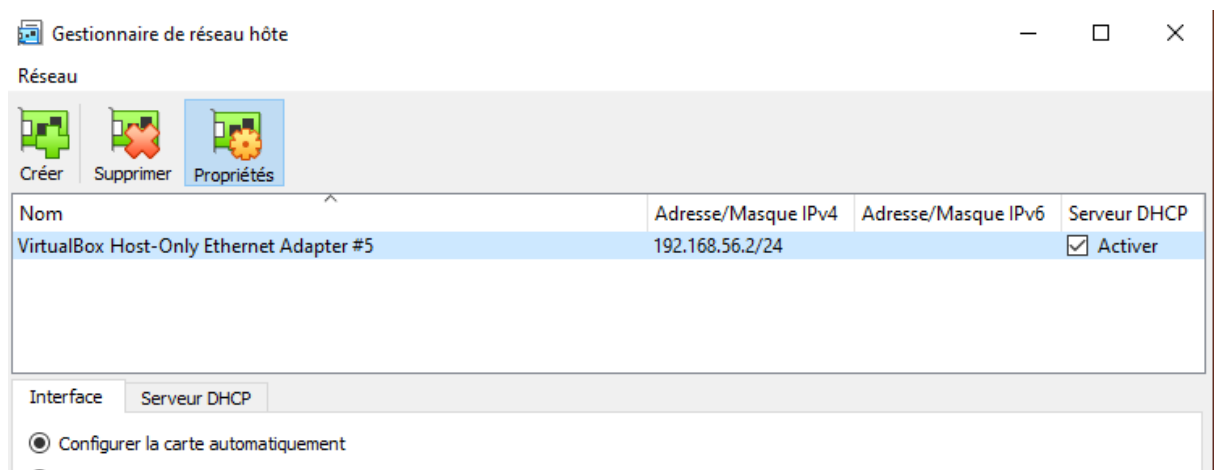 Gestionnaire de réseau hôte
Réseau
Créer Supprimer Propriétés
Nom Adresse/Masque IPv4 Adresse/Masque IPv6 Serveur DHCP
VirtualBox Host-Only Ethernet Adapter #5 192.168.56.2/24 Activer
Interface Serveur DHCP
Configurer la carte automatiquement